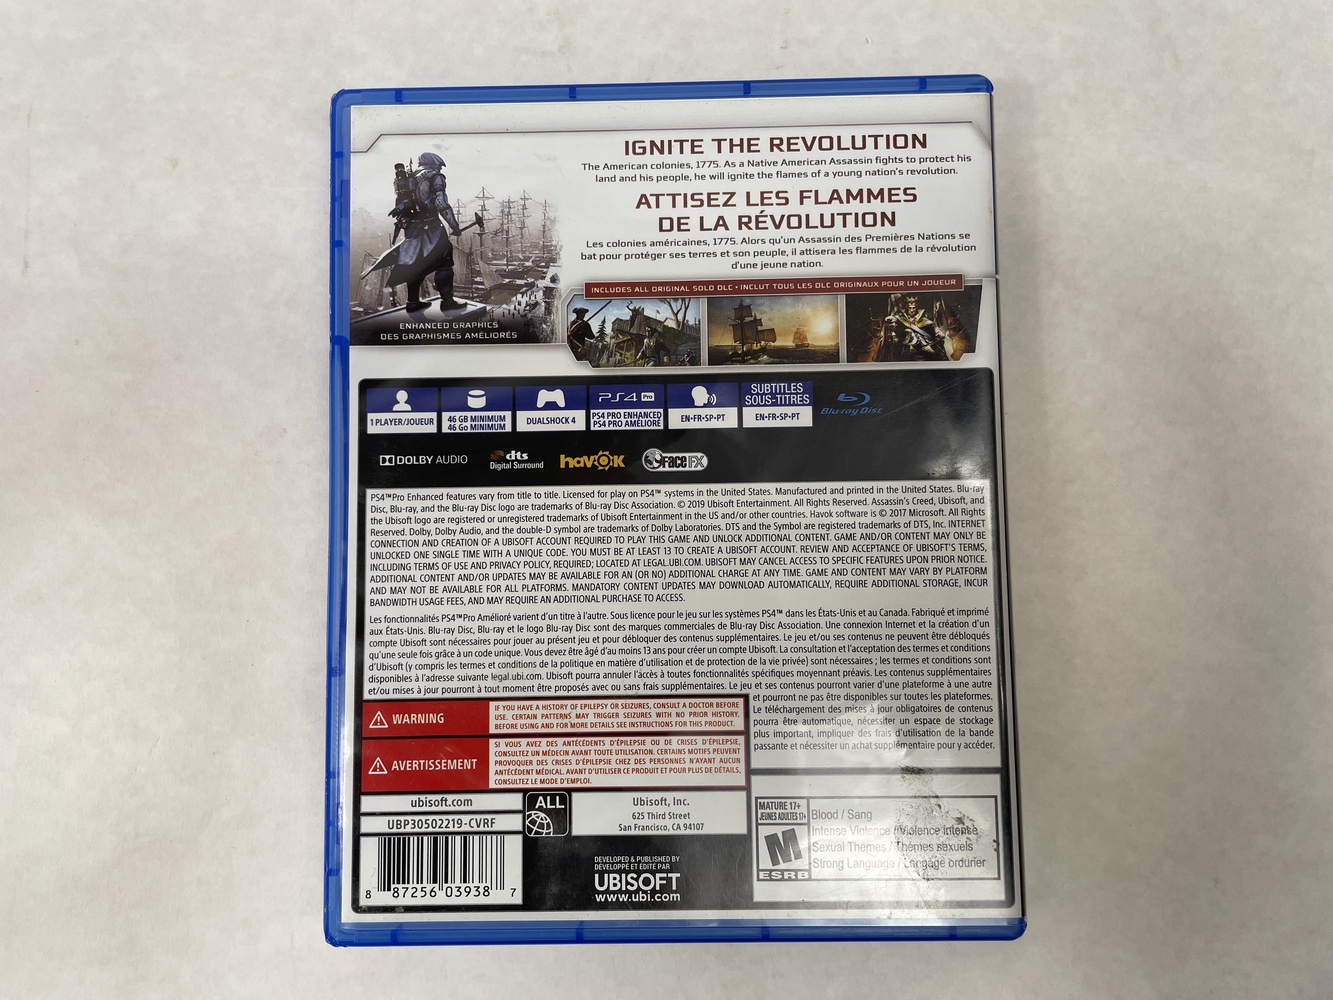 IGNITE THE REVOLUTION
The American colonies, 1775. As a Native American Assassin fights to protect his
land and his people, he will ignite the flames of a young nation's revolution.
ATTISEZ LES FLAMMES
DE LA RÉVOLUTION
Les colonies américaines, 1775. Alors qu'un Assassin des Premières Nations se
bat pour protéger ses terres et son peuple, il attisera les flammes de la révolution
d'une jeune nation.
INCLUDES ALL ORIGINAL SOLO DLC • INCLUT TOUS LES DLC ORIGINAUX POUR UN JOUEUR
ENHANCED GRAPHICS
DES GRAPHISMES AMÉLIORÉS
1 PLAYER/JOUEUR
46 GB MINIMUM
46 Go MINIMUM
DUALSHOCK 4
PS4 Pro
PS4 PRO ENHANCED
PS4 PRO AMÉLIORÉ
EN•FR•SP•PT
SUBTITLES
SOUS-TITRES
EN•FR•SP•PT
Blu-ray Disc
DOLBY AUDIO
dts
Digital Surround
havok
FaceFX
PS4™Pro Enhanced features vary from title to title. Licensed for play on PS4™ systems in the United States. Manufactured and printed in the United States. Blu-ray
Disc, Blu-ray, and the Blu-ray Disc logo are trademarks of Blu-ray Disc Association. © 2019 Ubisoft Entertainment. All Rights Reserved. Assassin's Creed, Ubisoft, and
the Ubisoft logo are registered or unregistered trademarks of Ubisoft Entertainment in the US and/or other countries. Havok software is © 2017 Microsoft. All Rights
Reserved. Dolby, Dolby Audio, and the double-D symbol are trademarks of Dolby Laboratories. DTS and the Symbol are registered trademarks of DTS, Inc. INTERNET
CONNECTION AND CREATION OF A UBISOFT ACCOUNT REQUIRED TO PLAY THIS GAME AND UNLOCK ADDITIONAL CONTENT. GAME AND/OR CONTENT MAY ONLY BE
UNLOCKED ONE SINGLE TIME WITH A UNIQUE CODE. YOU MUST BE AT LEAST 13 TO CREATE A UBISOFT ACCOUNT. REVIEW AND ACCEPTANCE OF UBISOFT'S TERMS,
INCLUDING TERMS OF USE AND PRIVACY POLICY, REQUIRED; LOCATED AT LEGAL.UBI.COM. UBISOFT MAY CANCEL ACCESS TO SPECIFIC FEATURES UPON PRIOR NOTICE.
ADDITIONAL CONTENT AND/OR UPDATES MAY BE AVAILABLE FOR AN (OR NO) ADDITIONAL CHARGE AT ANY TIME. GAME AND CONTENT MAY VARY BY PLATFORM
AND MAY NOT BE AVAILABLE FOR ALL PLATFORMS. MANDATORY CONTENT UPDATES MAY DOWNLOAD AUTOMATICALLY, REQUIRE ADDITIONAL STORAGE, INCUR
BANDWIDTH USAGE FEES, AND MAY REQUIRE AN ADDITIONAL PURCHASE TO ACCESS.
Les fonctionnalités PS4™Pro Amélioré varient d'un titre à l'autre. Sous licence pour le jeu sur les systèmes PS4™ dans les États-Unis et au Canada. Fabriqué et imprimé
aux États-Unis. Blu-ray Disc, Blu-ray et le logo Blu-ray Disc sont des marques commerciales de Blu-ray Disc Association. Une connexion Internet et la création d'un
compte Ubisoft sont nécessaires pour jouer au présent jeu et pour débloquer des contenus supplémentaires. Le jeu et/ou ses contenus ne peuvent être débloqués
qu'une seule fois grâce à un code unique. Vous devez être âgé d'au moins 13 ans pour créer un compte Ubisoft. La consultation et l'acceptation des termes et conditions
d'Ubisoft (y compris les termes et conditions de la politique en matière d'utilisation et de protection de la vie privée) sont nécessaires ; les termes et conditions sont
disponibles à l'adresse suivante legal.ubi.com. Ubisoft pourra annuler l'accès à toutes fonctionnalités spécifiques moyennant préavis. Les contenus supplémentaires
et/ou mises à jour pourront à tout moment être proposés avec ou sans frais supplémentaires. Le jeu et ses contenus pourront varier d'une plateforme à une autre
et pourront ne pas être disponibles sur toutes les plateformes.
Le téléchargement des mises à jour obligatoires de contenus
pourra être automatique, nécessiter un espace de stockage
plus important, impliquer des frais d'utilisation de la bande
passante et nécessiter un achat supplémentaire pour y accéder.
WARNING
IF YOU HAVE A HISTORY OF EPILEPSY OR SEIZURES, CONSULT A DOCTOR BEFORE
USE. CERTAIN PATTERNS MAY TRIGGER SEIZURES WITH NO PRIOR HISTORY.
BEFORE USING AND FOR MORE DETAILS SEE INSTRUCTIONS FOR THIS PRODUCT.
AVERTISSEMENT
SI VOUS AVEZ DES ANTÉCÉDENTS D'ÉPILEPSIE OU DE CRISES D'ÉPILEPSIE,
CONSULTEZ UN MÉDECIN AVANT TOUTE UTILISATION. CERTAINS MOTIFS PEUVENT
PROVOQUER DES CRISES D'ÉPILEPSIE CHEZ DES PERSONNES N'AYANT AUCUN
ANTÉCÉDENT MÉDICAL. AVANT D'UTILISER CE PRODUIT ET POUR PLUS DE DÉTAILS,
CONSULTEZ LE MODE D'EMPLOI.
ubisoft.com
UBP30502219-CVRF
8 87256 03938 7
ALL
Ubisoft, Inc.
625 Third Street
San Francisco, CA 94107
DEVELOPED & PUBLISHED BY
DÉVELOPPÉ ET ÉDITÉ PAR
UBISOFT
www.ubi.com
MATURE 17+
JEUNES ADULTES 17+
M
ESRB
Blood / Sang
Intense Violence / Violence intense
Sexual Themes / Thèmes sexuels
Strong Language / Langage ordurier